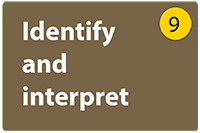 Identify
and
interpret
9